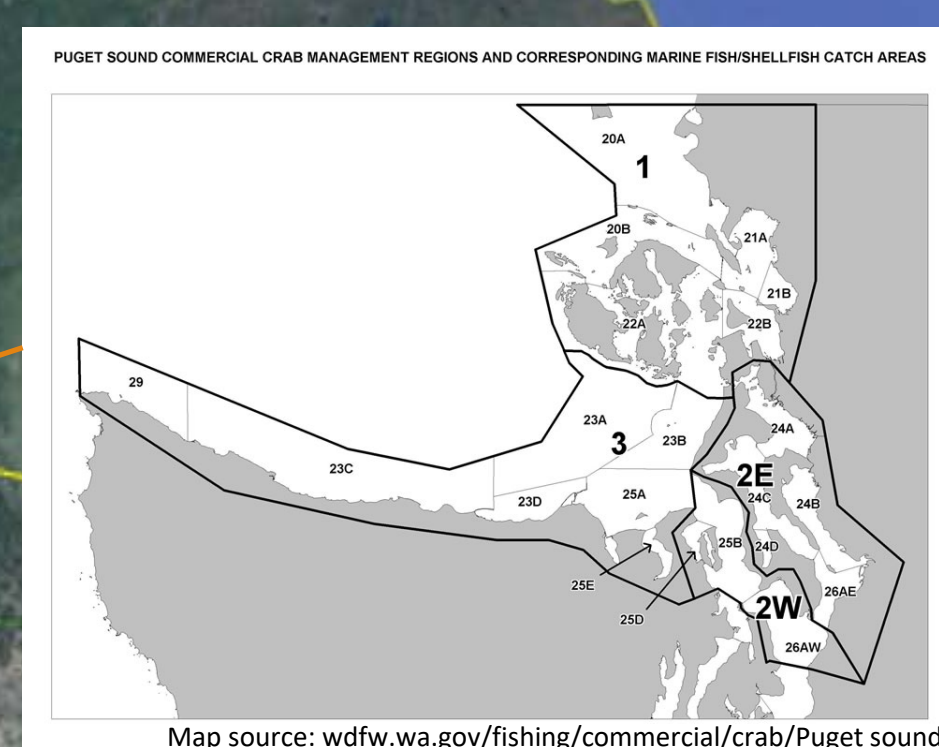 PUGET SOUND COMMERCIAL CRAB MANAGEMENT REGIONS AND CORRESPONDING MARINE FISH/SHELLFISH CATCH AREAS
20A
1
20B
21A
21B
22A
22B
29
23A
24A
3
23B
23C
2E
24C
24B
23D
25A
25B
24D
25E
26AE
25D
2W
26AW
Map source: wdfw.wa.gov/fishing/commercial/crab/Puget sound